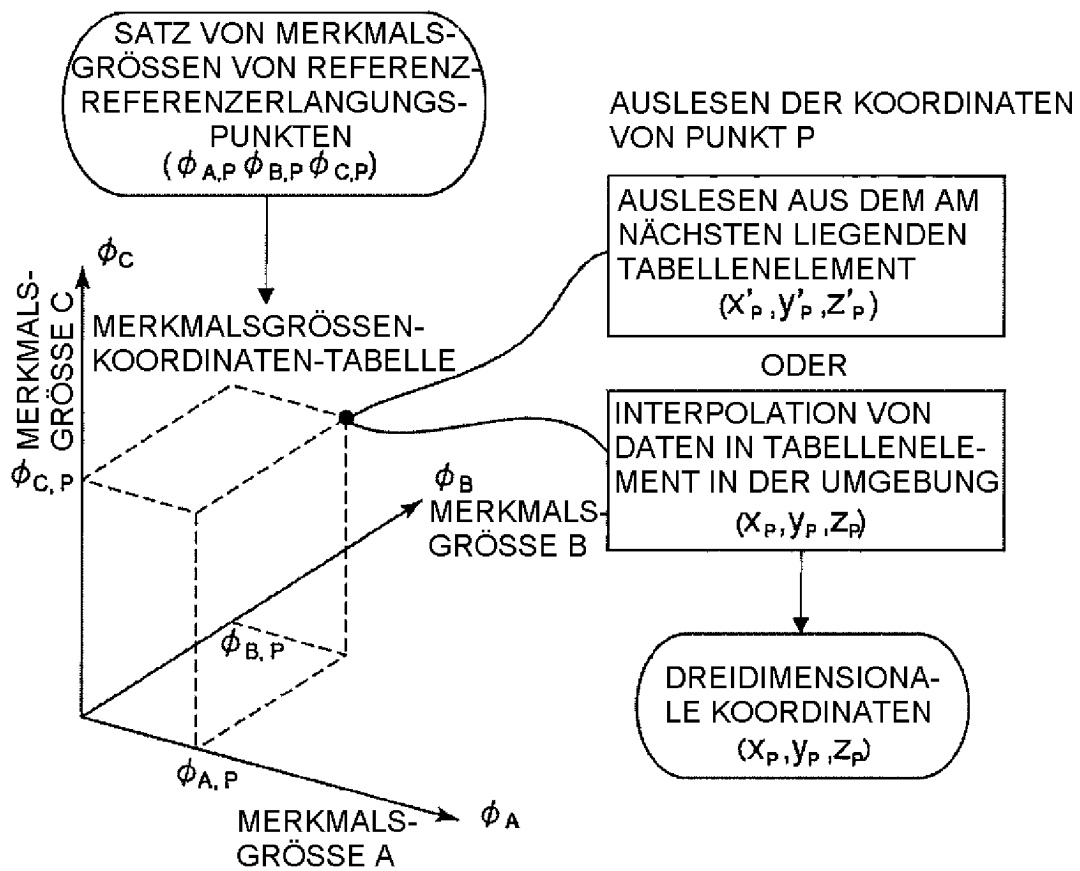 SATZ VON MERKMALS-
GRÖSSEN VON REFERENZ-
REFERENZERLANGUNGS-
PUNKTEN
(ϕA,P ϕB,P ϕC,P)
AUSLESEN DER KOORDINATEN
VON PUNKT P
AUSLESEN AUS DEM AM
NÄCHSTEN LIEGENDEN
TABELLENELEMENT
(x'P,y'P,z'P)
ODER
INTERPOLATION VON
DATEN IN TABELLENELE-
MENT IN DER UMGEBUNG
(xP,yP,zP)
DREIDIMENSIONA-
LE KOORDINATEN
(xP,yP,zP)
ϕC
MERKMALS-
GRÖSSE C
MERKMALSGRÖSSEN-
KOORDINATEN-TABELLE
ϕC,P
ϕB
MERKMALS-
GRÖSSE B
ϕB,P
ϕA,P
ϕA
MERKMALS-
GRÖSSE A